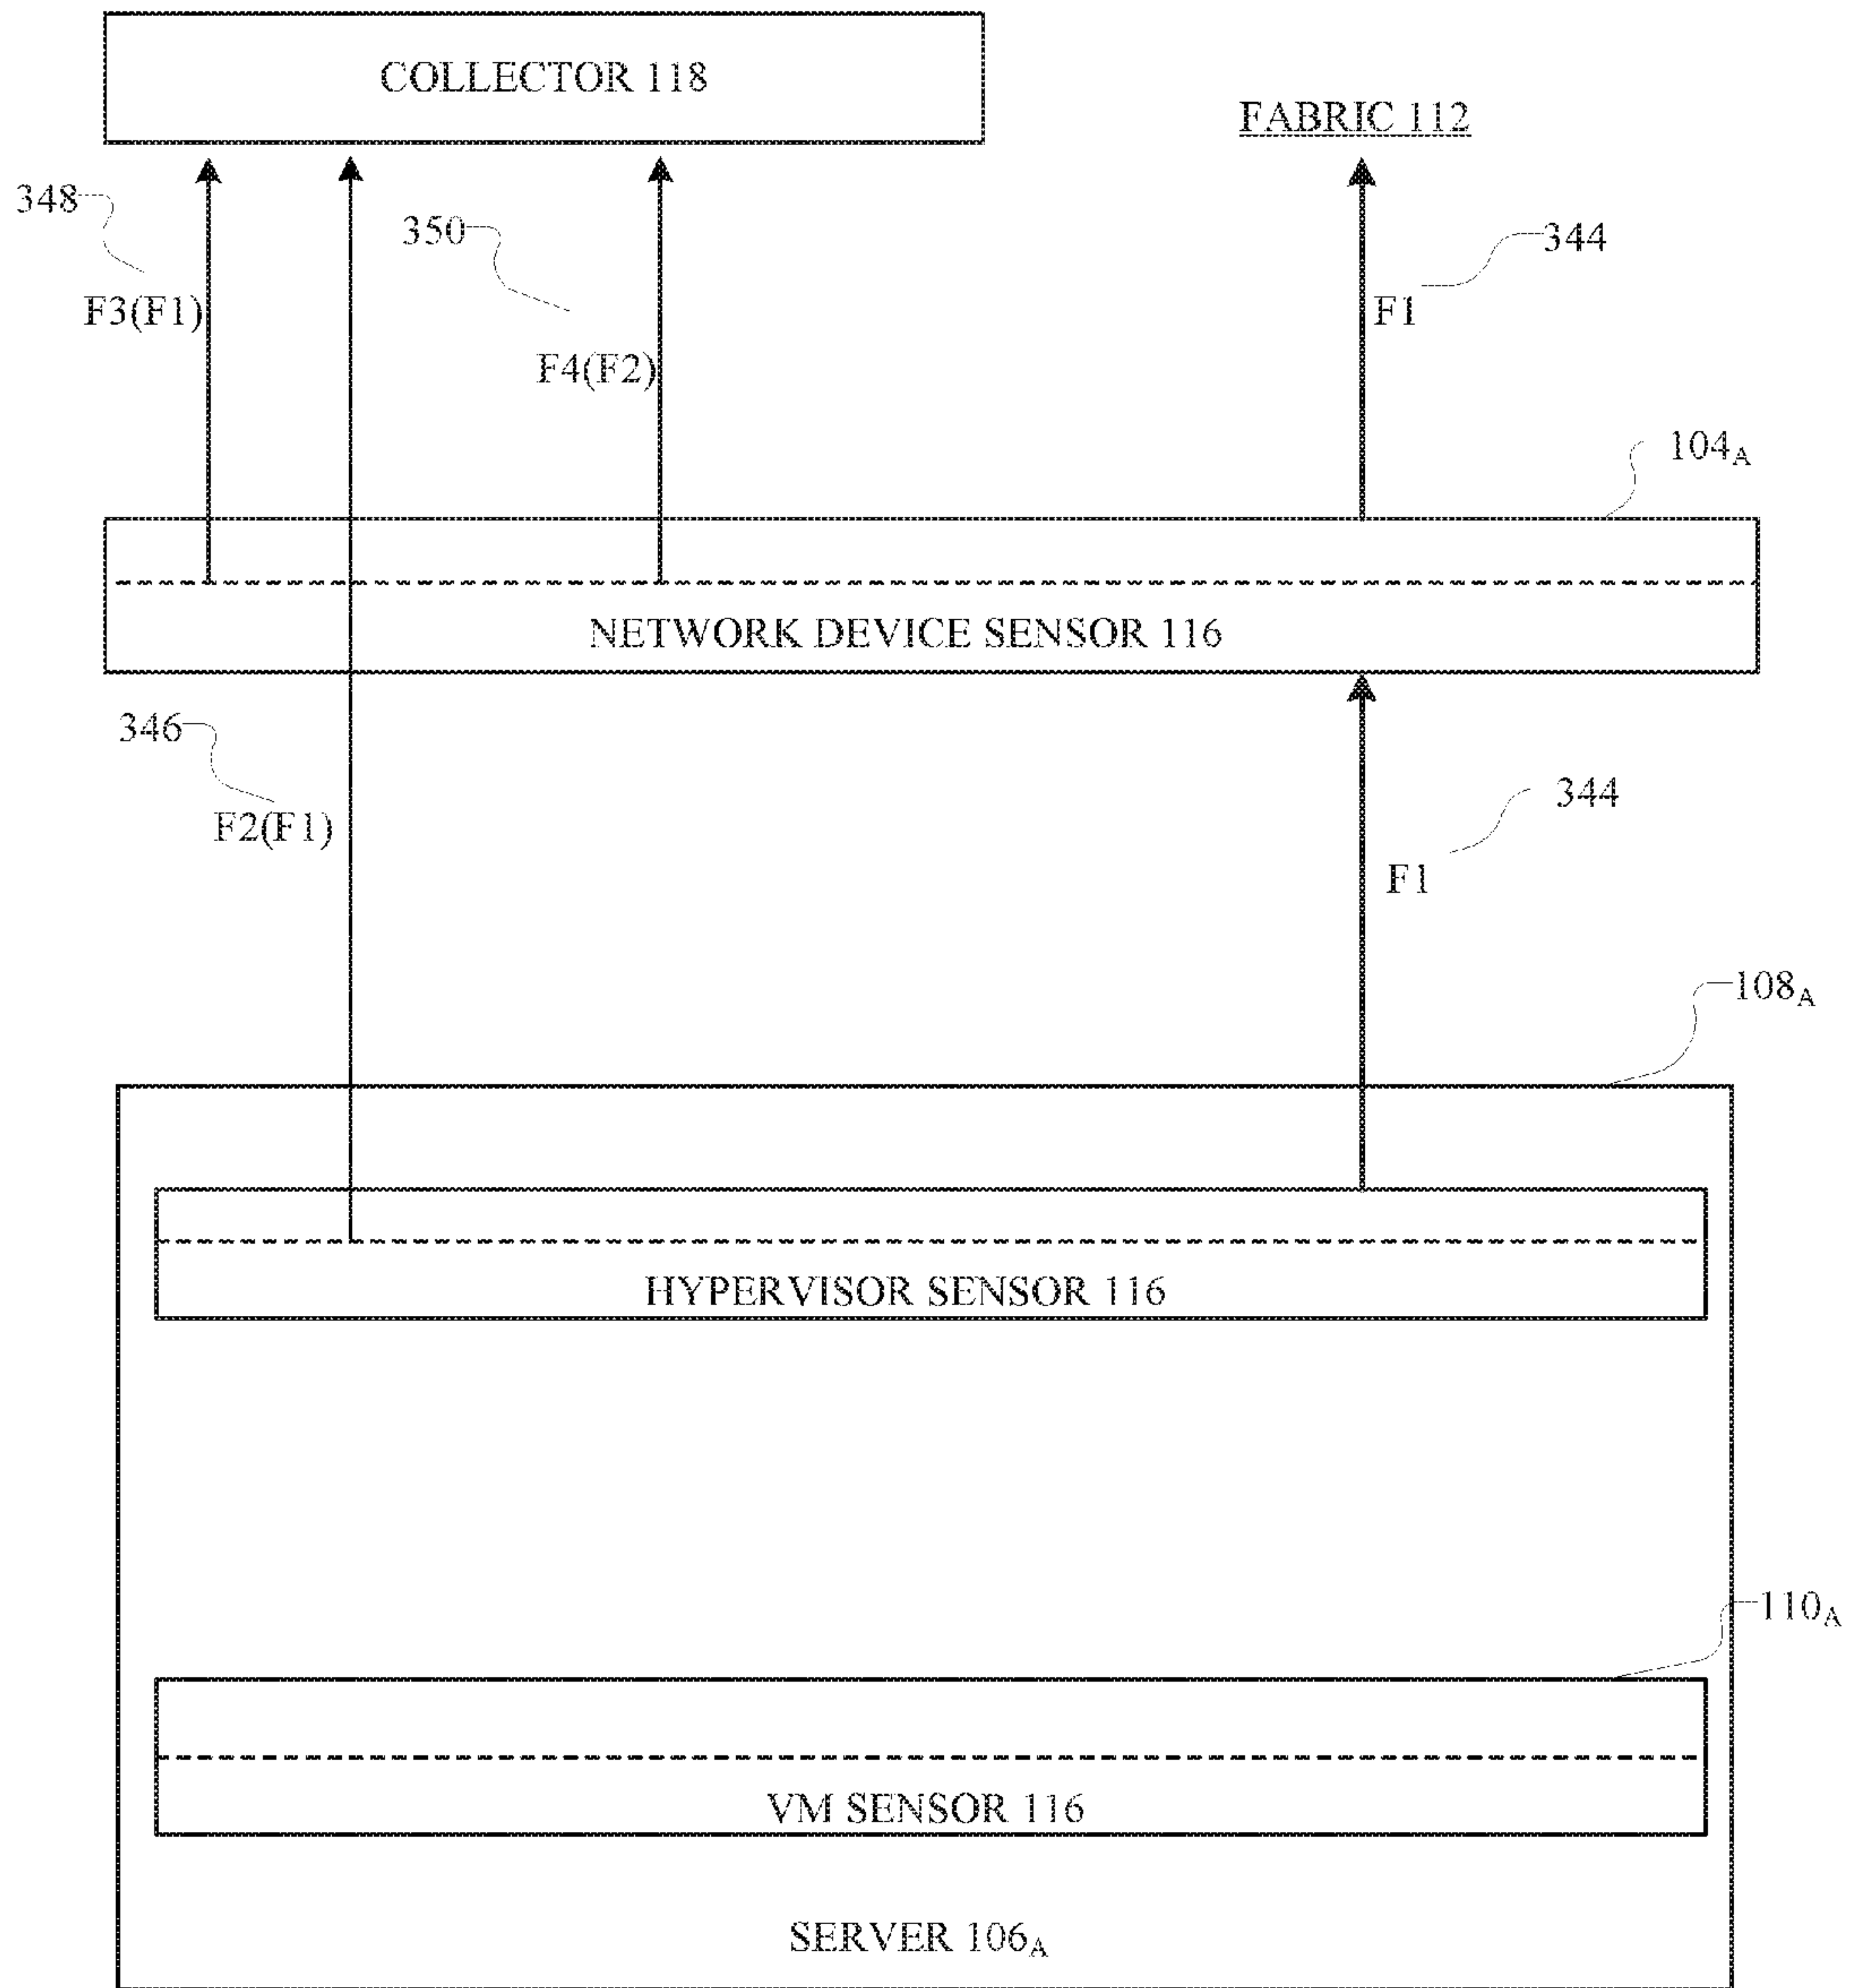 COLLECTOR 118
FABRIC 112
348
350
344
F3(F1)
F1
F4(F2)
104A
NETWORK DEVICE SENSOR 116
346
344
F2(F1)
F1
108A
HYPERVISOR SENSOR 116
110A
VM SENSOR 116
SERVER 106A